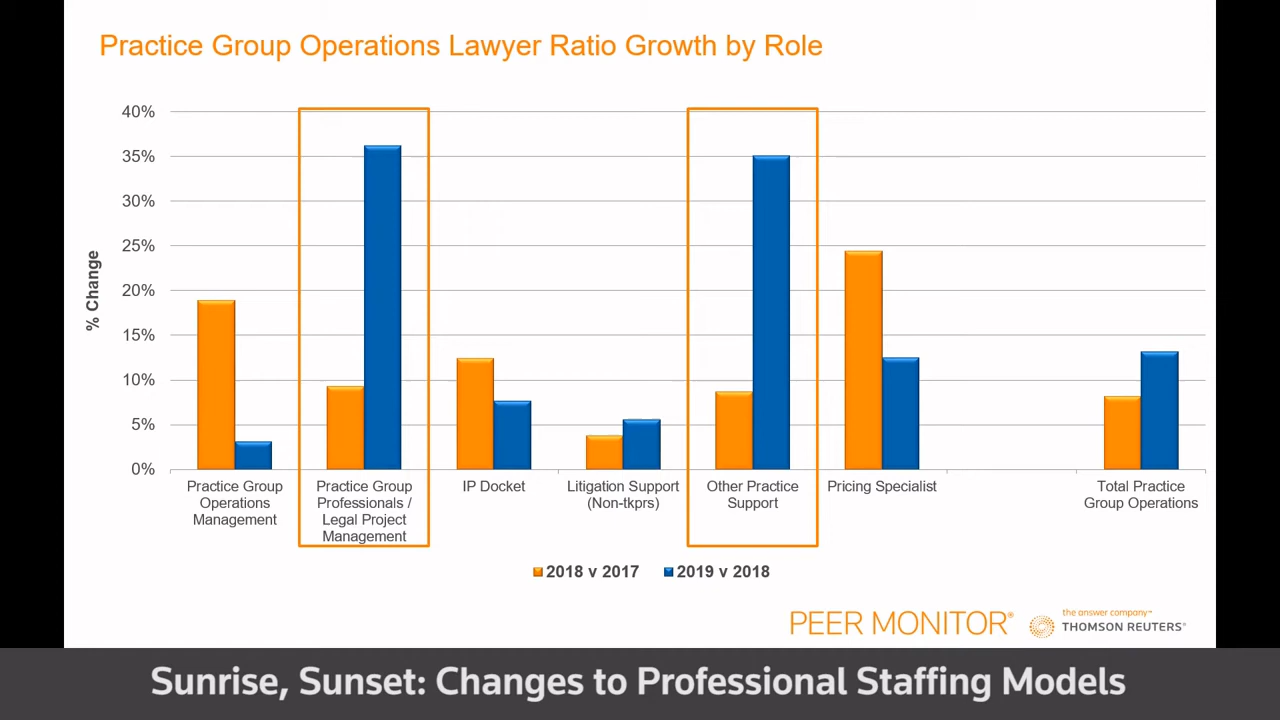 Practice Group Operations Lawyer Ratio Growth by Role
40%
35%
30%
25%
20%
15%
10%
5%
0%
% Change
Practice Group
Operations
Management
Practice Group
Professionals /
Legal Project
Management
IP Docket
Litigation Support
(Non-tkprs)
Other Practice
Support
Pricing Specialist
Total Practice
Group Operations
2018 v 2017
2019 v 2018
PEER MONITOR®
the answer company™
THOMSON REUTERS®
Sunrise, Sunset: Changes to Professional Staffing Models